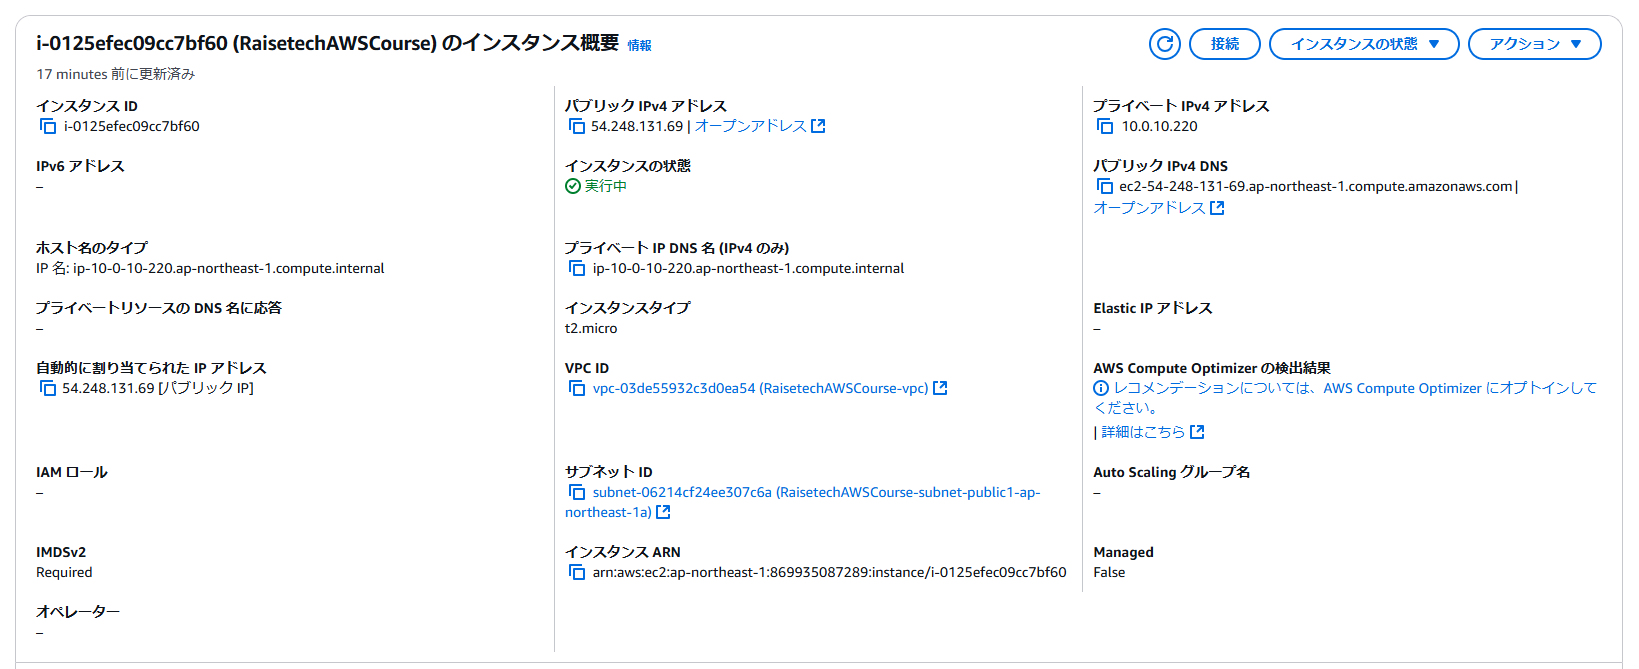 i-0125efec09cc7bf60 (RaisetechAWSCourse) のインスタンス概要 情報
接続
インスタンスの状態
アクション
17 minutes 前に更新済み
インスタンス ID
i-0125efec09cc7bf60
パブリック IPv4 アドレス
54.248.131.69 | オープンアドレス
プライベート IPv4 アドレス
10.0.10.220
IPv6 アドレス
–
インスタンスの状態
実行中
パブリック IPv4 DNS
ec2-54-248-131-69.ap-northeast-1.compute.amazonaws.com |
オープンアドレス
ホスト名のタイプ
IP 名: ip-10-0-10-220.ap-northeast-1.compute.internal
プライベート IP DNS 名 (IPv4 のみ)
ip-10-0-10-220.ap-northeast-1.compute.internal
プライベートリソースの DNS 名に応答
–
インスタンスタイプ
t2.micro
Elastic IP アドレス
–
自動的に割り当てられた IP アドレス
54.248.131.69 [パブリック IP]
VPC ID
vpc-03de55932c3d0ea54 (RaisetechAWSCourse-vpc)
AWS Compute Optimizer の検出結果
レコメンデーションについては、AWS Compute Optimizer にオプトインして
ください。
| 詳細はこちら
IAM ロール
–
サブネット ID
subnet-06214cf24ee307c6a (RaisetechAWSCourse-subnet-public1-ap-
northeast-1a)
Auto Scaling グループ名
–
IMDSv2
Required
インスタンス ARN
arn:aws:ec2:ap-northeast-1:869935087289:instance/i-0125efec09cc7bf60
Managed
False
オペレーター
–